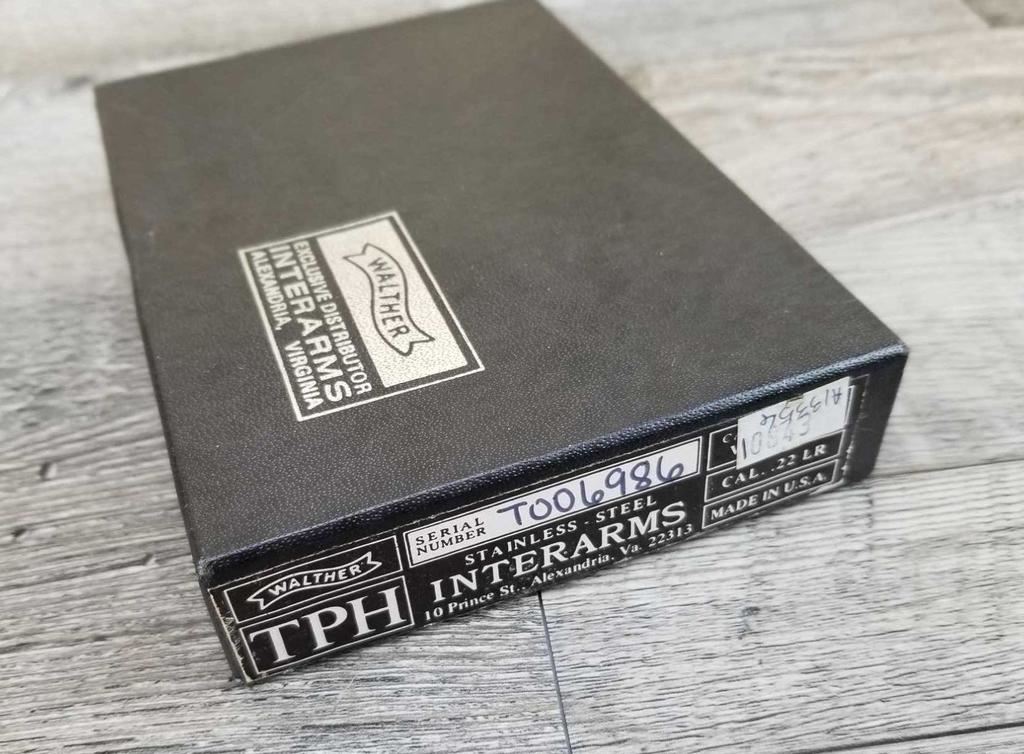 WALTHER
EXCLUSIVE DISTRIBUTOR
INTERARMS
ALEXANDRIA, VIRGINIA
WALTHER
TPH
SERIAL NUMBER T006986
STAINLESS - STEEL
INTERARMS
10 Prince St., Alexandria, Va. 22313
A13356
CAL. .22 LR
MADE IN U.S.A.